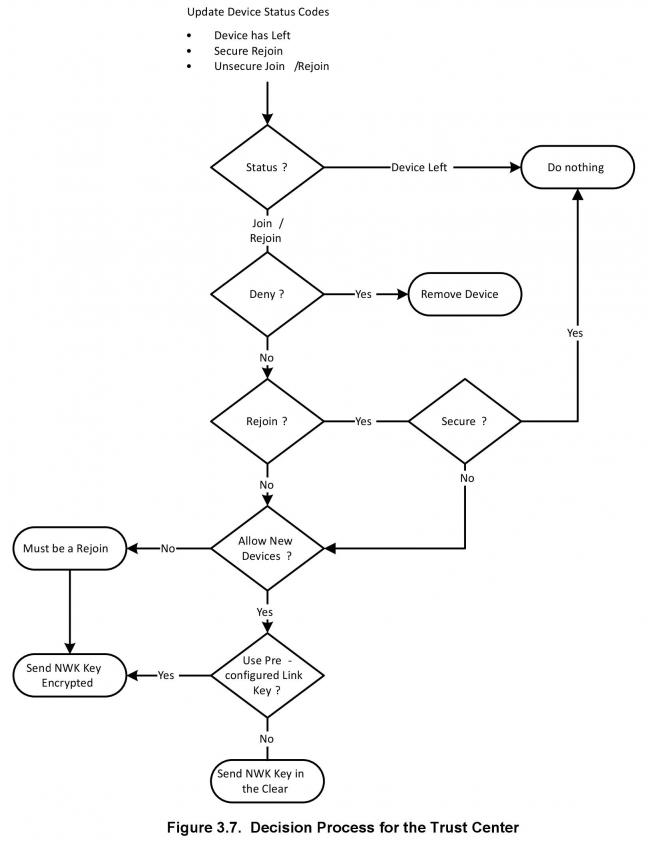 Update Device Status Codes
• Device has Left
• Secure Rejoin
• Unsecure Join /Rejoin
Status ?
Device Left
Do nothing
Join /
Rejoin
Deny ?
Yes
Remove Device
Yes
No
Rejoin ?
Yes
Secure ?
No
No
Allow New
Devices ?
No
Must be a Rejoin
Yes
Use Pre -
configured Link
Key ?
Yes
Send NWK Key
Encrypted
No
Send NWK Key in
the Clear
Figure 3.7. Decision Process for the Trust Center